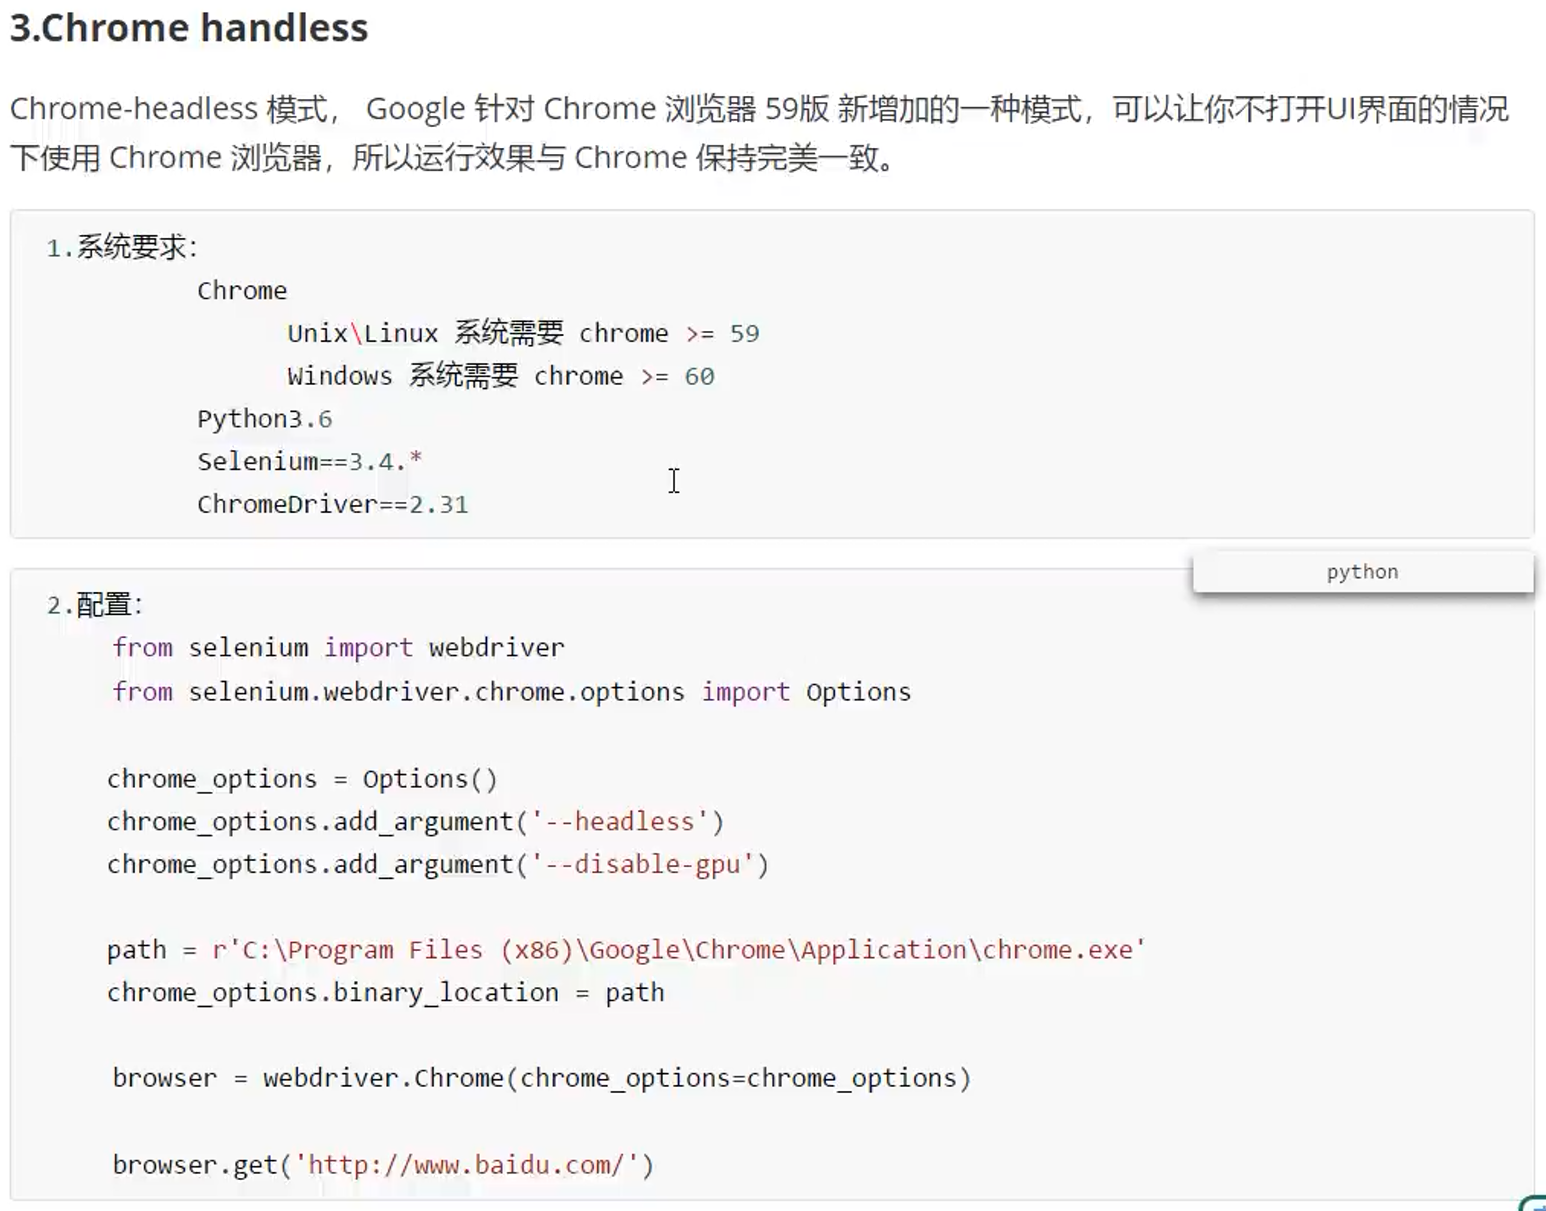 3.Chrome handless
Chrome-headless 模式， Google 针对 Chrome 浏览器 59版 新增加的一种模式，可以让你不打开UI界面的情况
下使用 Chrome 浏览器，所以运行效果与 Chrome 保持完美一致。
1.系统要求：
Chrome
Unix\Linux 系统需要 chrome >= 59
Windows 系统需要 chrome >= 60
Python3.6
Selenium==3.4.*
ChromeDriver==2.31
python
2.配置：
from selenium import webdriver
from selenium.webdriver.chrome.options import Options
chrome_options = Options()
chrome_options.add_argument('--headless')
chrome_options.add_argument('--disable-gpu')
path = r'C:\Program Files (x86)\Google\Chrome\Application\chrome.exe'
chrome_options.binary_location = path
browser = webdriver.Chrome(chrome_options=chrome_options)
browser.get('http://www.baidu.com/')